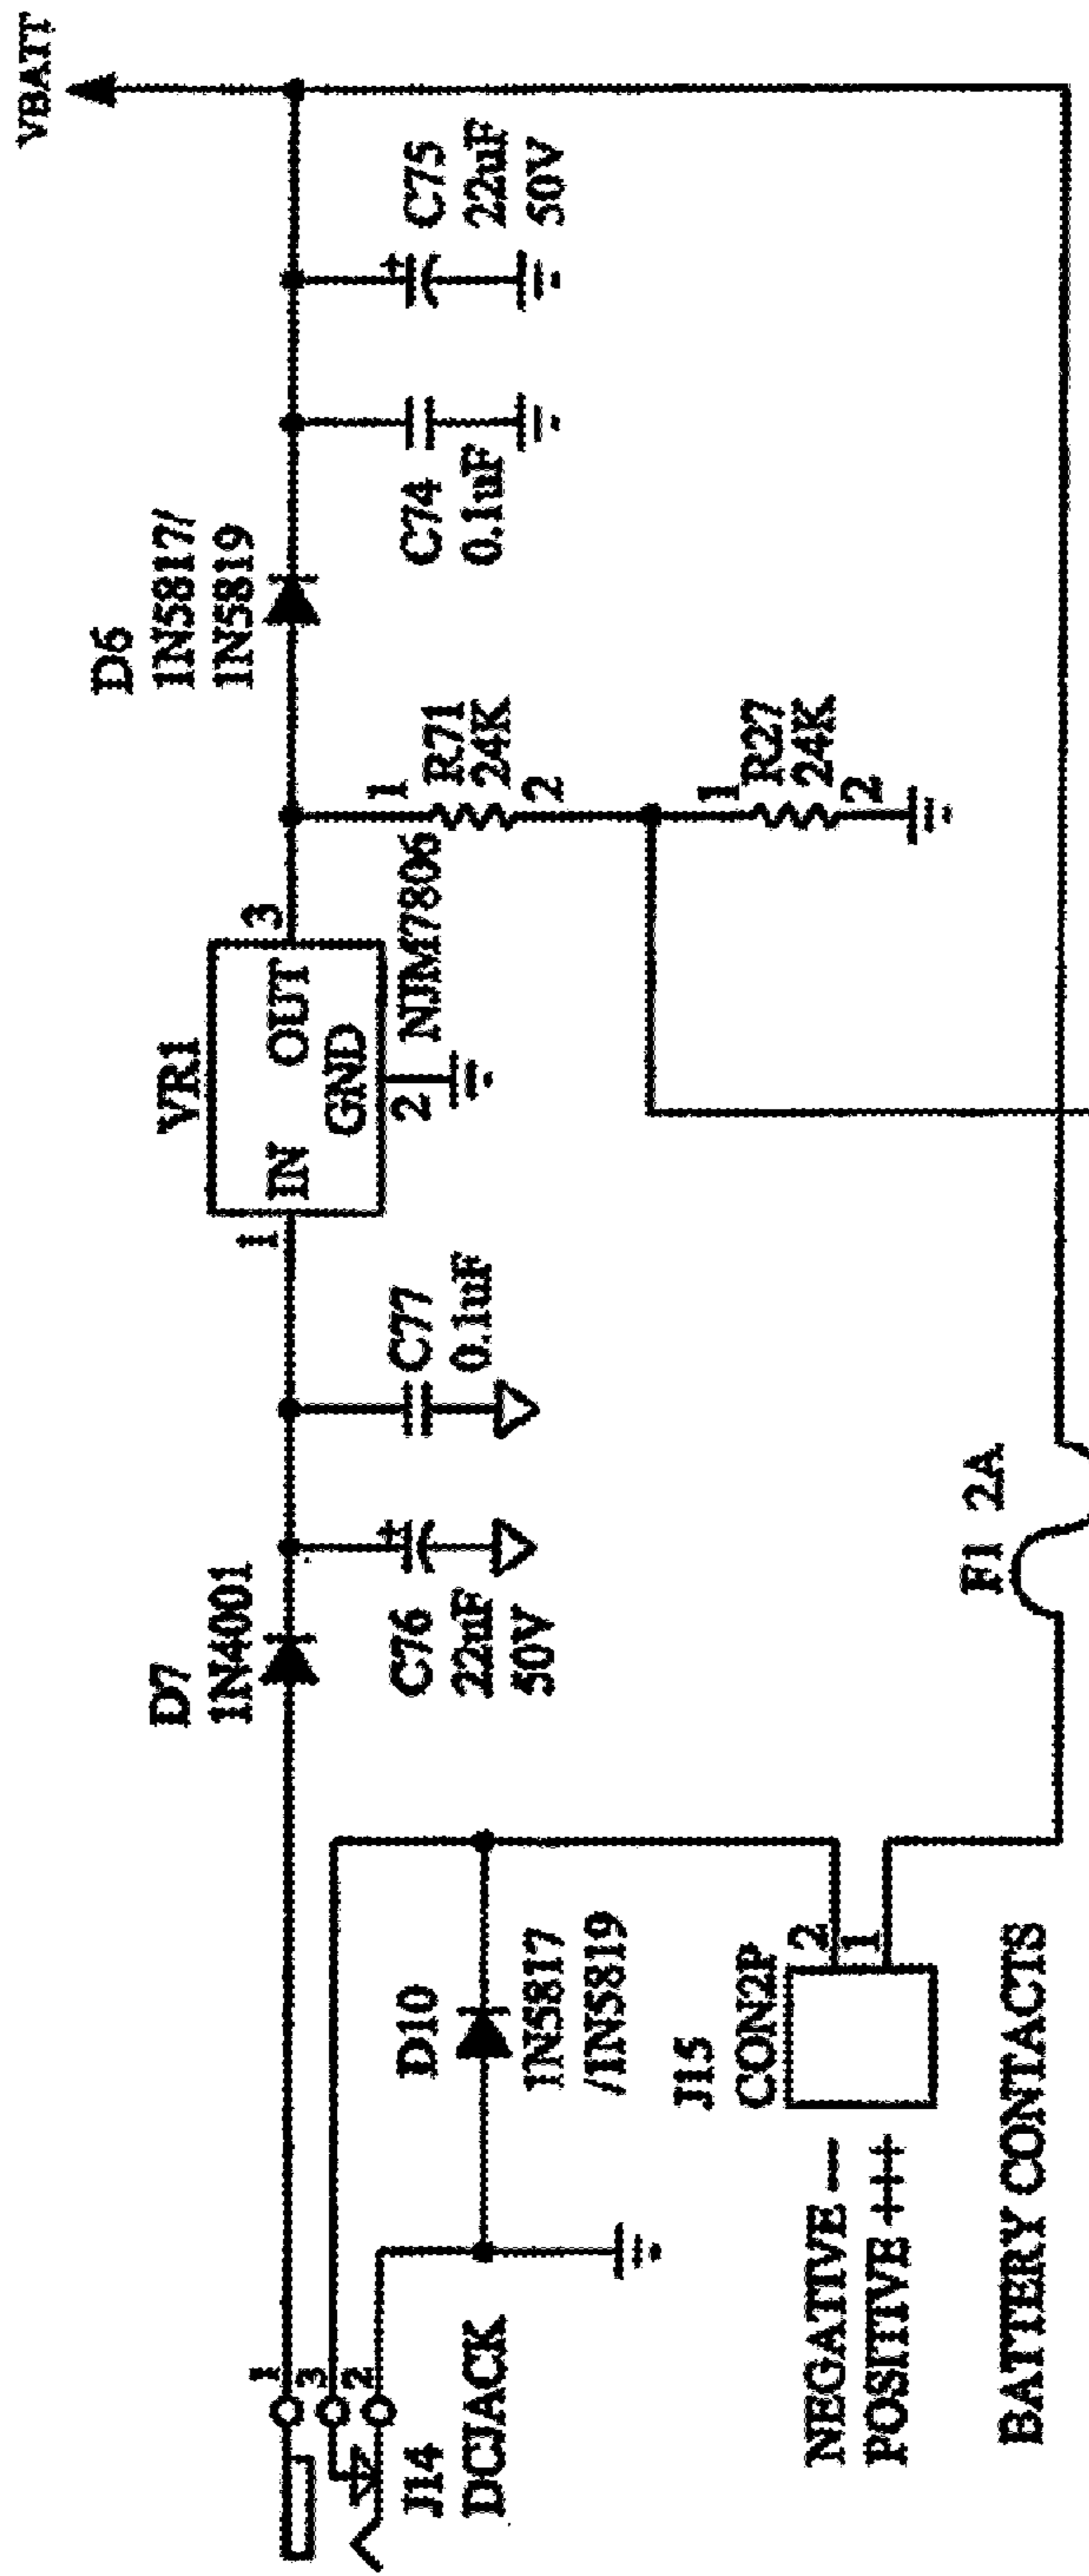 VBATT
D6
1N5817/
1N5819
C75
22uF
50V
C74
0.1uF
VR1
IN
OUT
GND
1
2
3
NJM7806
1
R71
24K
2
1
R27
24K
2
D7
1N4001
C76
22uF
50V
C77
0.1uF
F1 2A
D10
1N5817
/1N5819
J15
CON2P
2
1
NEGATIVE --
POSITIVE +++
BATTERY CONTACTS
1
3
2
J14
DCJACK